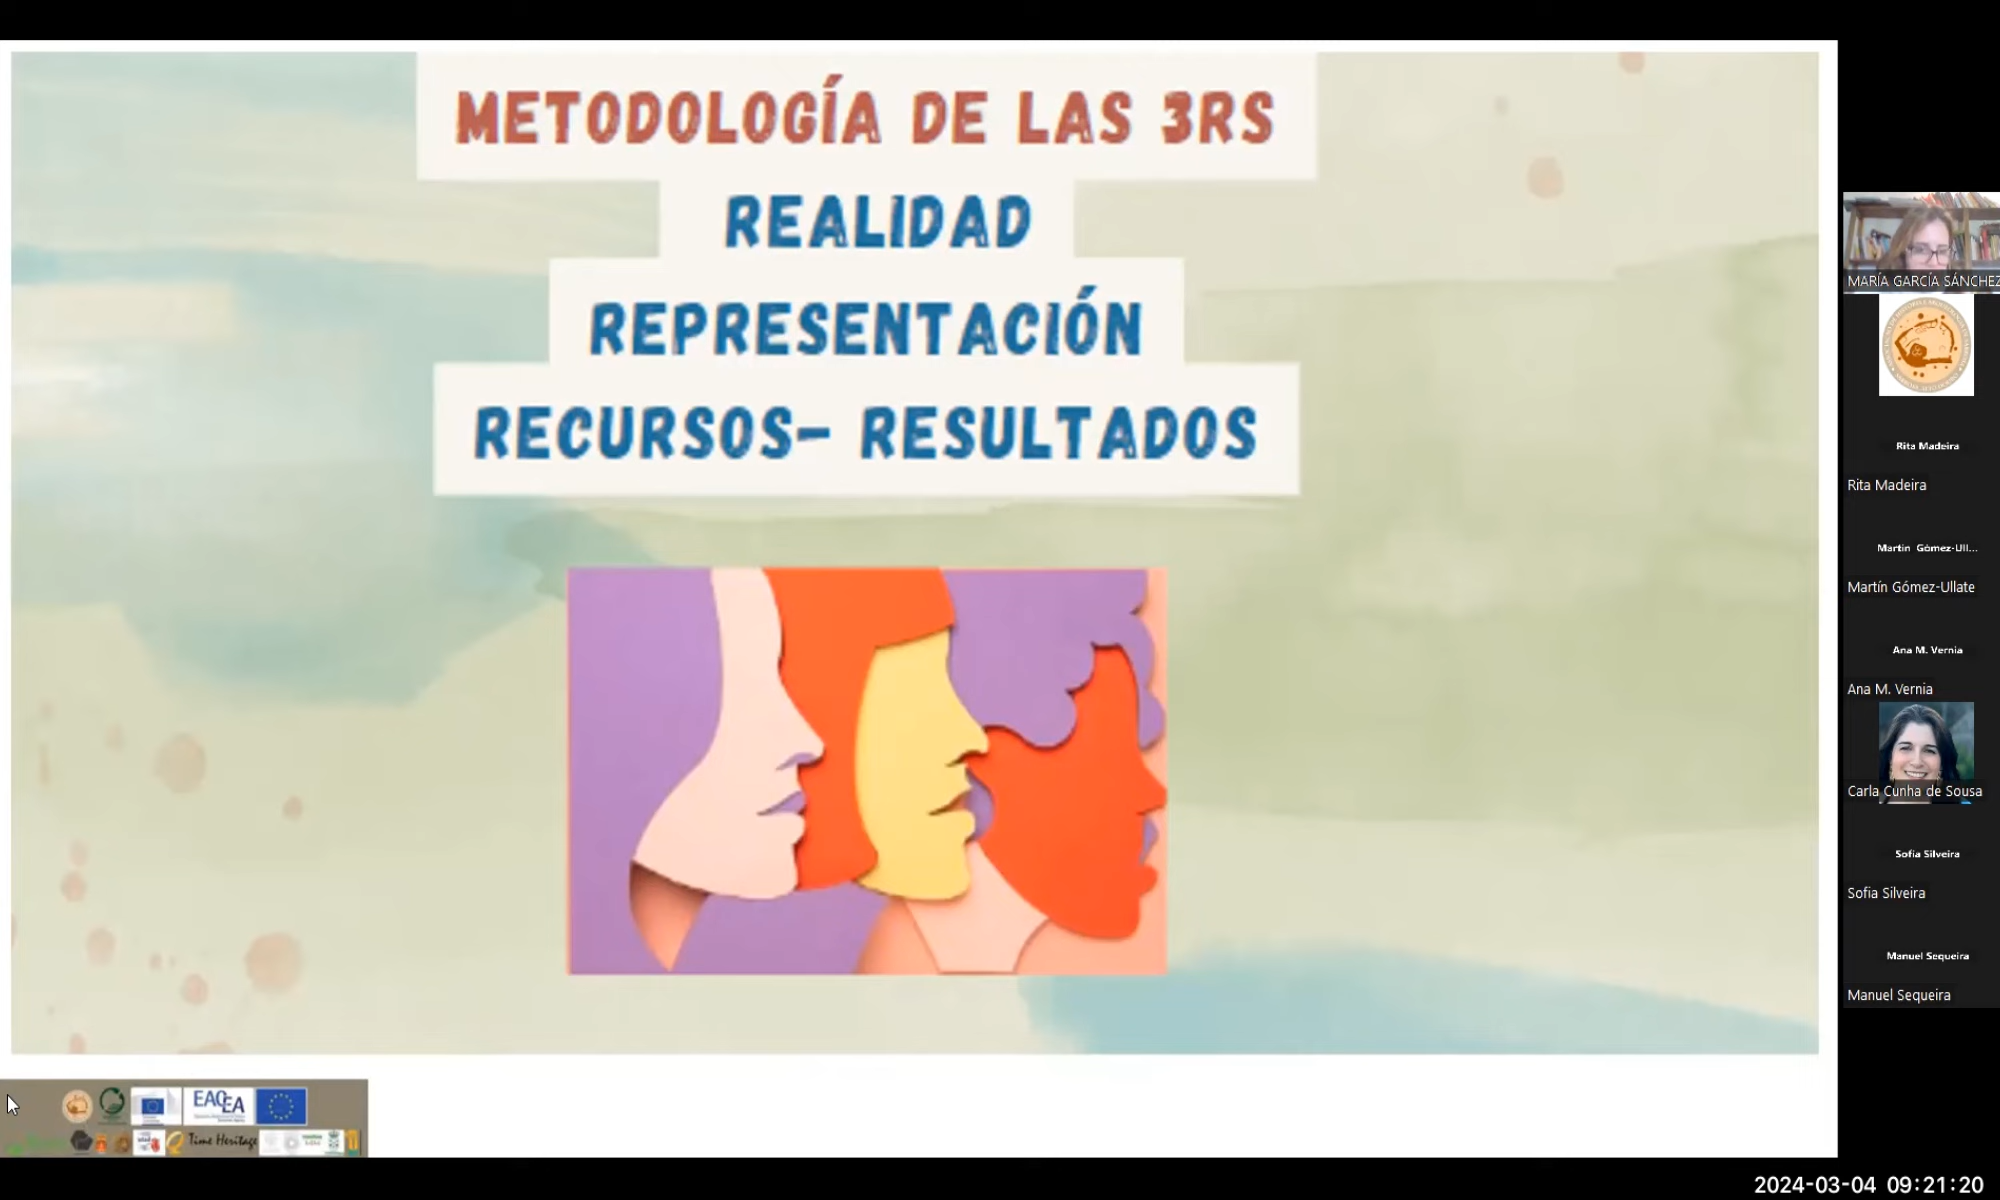 METODOLOGÍA DE LAS 3RS
REALIDAD
REPRESENTACIÓN
RECURSOS– RESULTADOS
MARÍA GARCÍA SÁNCHEZ
Rita Madeira
Rita Madeira
Martín Gómez-Ull...
Martín Gómez-Ullate
Ana M. Vernia
Ana M. Vernia
Carla Cunha de Sousa
Sofia Silveira
Sofia Silveira
Manuel Sequeira
Manuel Sequeira
EACEA
Time Heritage
2024-03-04 09:21:20